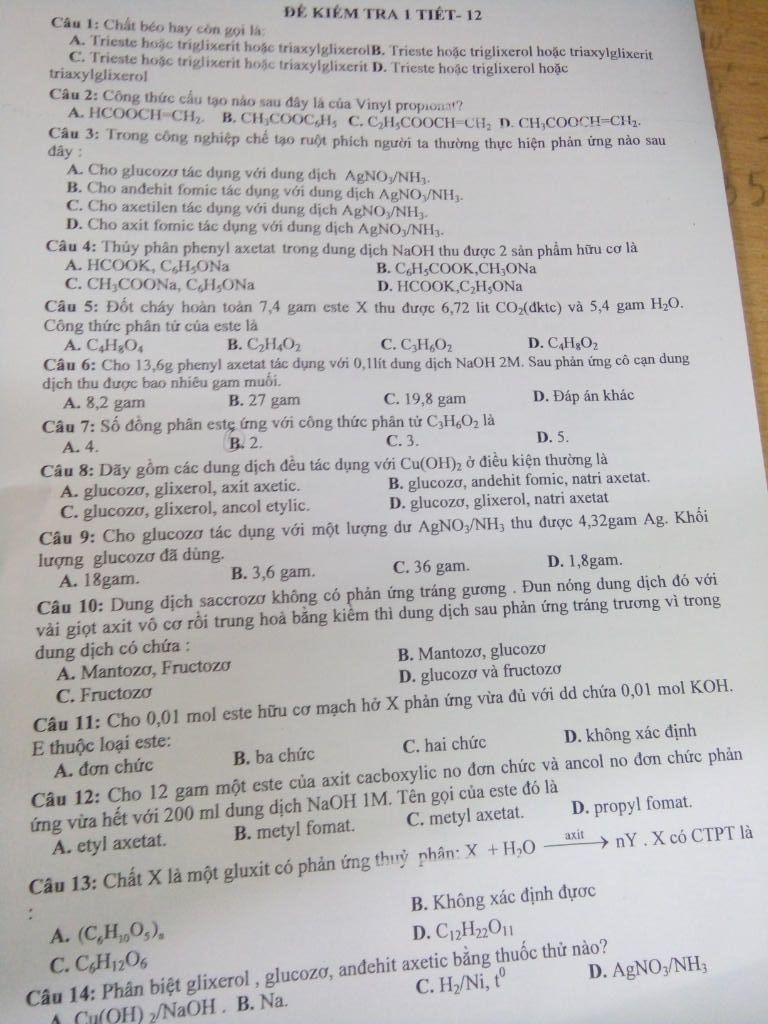 ĐỀ KIỂM TRA 1 TIẾT- 12
Câu 1: Chất béo hay còn gọi là:
A. Trieste hoặc triglixerit hoặc triaxylglixerolB. Trieste hoặc triglixerol hoặc triaxylglixerit
C. Trieste hoặc triglixerit hoặc triaxylglixerit D. Trieste hoặc triglixerol hoặc
triaxylglixerol
Câu 2: Công thức cấu tạo nào sau đây là của Vinyl propionat?
A. HCOOCH=CH₂. B. CH₃COOC₆H₅ C. C₂H₅COOCH=CH₂ D. CH₃COOCH=CH₂.
Câu 3: Trong công nghiệp chế tạo ruột phích người ta thường thực hiện phản ứng nào sau
đây :
A. Cho glucozơ tác dụng với dung dịch AgNO₃/NH₃.
B. Cho anđehit fomic tác dụng với dung dịch AgNO₃/NH₃.
C. Cho axetilen tác dụng với dung dịch AgNO₃/NH₃.
D. Cho axit fomic tác dụng với dung dịch AgNO₃/NH₃.
Câu 4: Thủy phân phenyl axetat trong dung dịch NaOH thu được 2 sản phẩm hữu cơ là
A. HCOOK, C₆H₅ONa B. C₆H₅COOK,CH₃ONa
C. CH₃COONa, C₆H₅ONa D. HCOOK,C₂H₅ONa
Câu 5: Đốt cháy hoàn toàn 7,4 gam este X thu được 6,72 lit CO₂(đktc) và 5,4 gam H₂O.
Công thức phân tử của este là
A. C₄H₈O₄ B. C₂H₄O₂ C. C₃H₆O₂ D. C₄H₈O₂
Câu 6: Cho 13,6g phenyl axetat tác dụng với 0,1lít dung dịch NaOH 2M. Sau phản ứng cô cạn dung
dịch thu được bao nhiêu gam muối.
A. 8,2 gam B. 27 gam C. 19,8 gam D. Đáp án khác
Câu 7: Số đồng phân este ứng với công thức phân tử C₃H₆O₂ là
A. 4. B. 2. C. 3. D. 5.
Câu 8: Dãy gồm các dung dịch đều tác dụng với Cu(OH)₂ ở điều kiện thường là
A. glucozơ, glixerol, axit axetic. B. glucozơ, andehit fomic, natri axetat.
C. glucozơ, glixerol, ancol etylic. D. glucozơ, glixerol, natri axetat
Câu 9: Cho glucozơ tác dụng với một lượng dư AgNO₃/NH₃ thu được 4,32gam Ag. Khối
lượng glucozơ đã dùng.
A. 18gam. B. 3,6 gam. C. 36 gam. D. 1,8gam.
Câu 10: Dung dịch saccrozơ không có phản ứng tráng gương . Đun nóng dung dịch đó với
vài giọt axit vô cơ rồi trung hoà bằng kiềm thì dung dịch sau phản ứng tráng trương vì trong
dung dịch có chứa :
A. Mantozơ, Fructozơ B. Mantozơ, glucozơ
C. Fructozơ D. glucozơ và fructozơ
Câu 11: Cho 0,01 mol este hữu cơ mạch hở X phản ứng vừa đủ với dd chứa 0,01 mol KOH.
E thuộc loại este:
A. đơn chức B. ba chức C. hai chức D. không xác định
Câu 12: Cho 12 gam một este của axit cacboxylic no đơn chức và ancol no đơn chức phản
ứng vừa hết với 200 ml dung dịch NaOH 1M. Tên gọi của este đó là
A. etyl axetat. B. metyl fomat. C. metyl axetat. D. propyl fomat.
Câu 13: Chất X là một gluxit có phản ứng thuỷ phân: X + H₂O axit → nY . X có CTPT là
:
A. (C₆H₁₀O₅)ₙ B. Không xác định được
C. C₆H₁₂O₆ D. C₁₂H₂₂O₁₁
Câu 14: Phân biệt glixerol , glucozơ, anđehit axetic bằng thuốc thử nào?
A. Cu(OH) ₂/NaOH . B. Na. C. H₂/Ni, t⁰ D. AgNO₃/NH₃